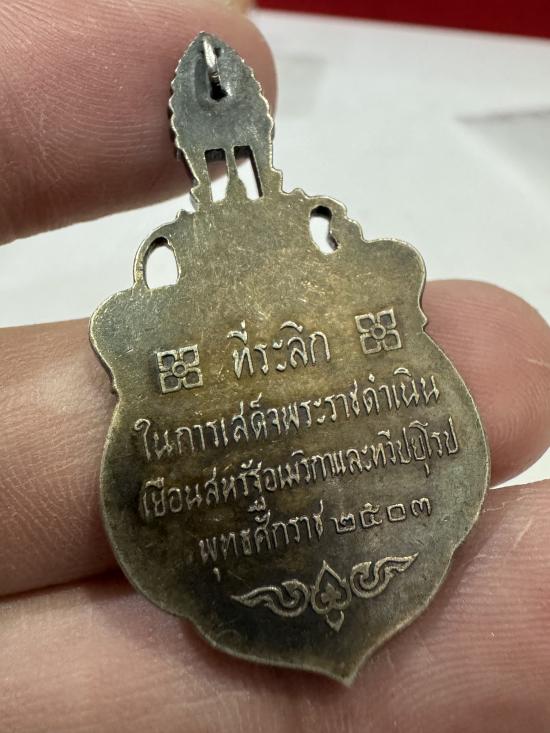 ที่ระลึก
ในการเสด็จพระราชดำเนิน
เยือนสหรัฐอเมริกาและทวีปยุโรป
พุทธศักราช ๒๕๐๓